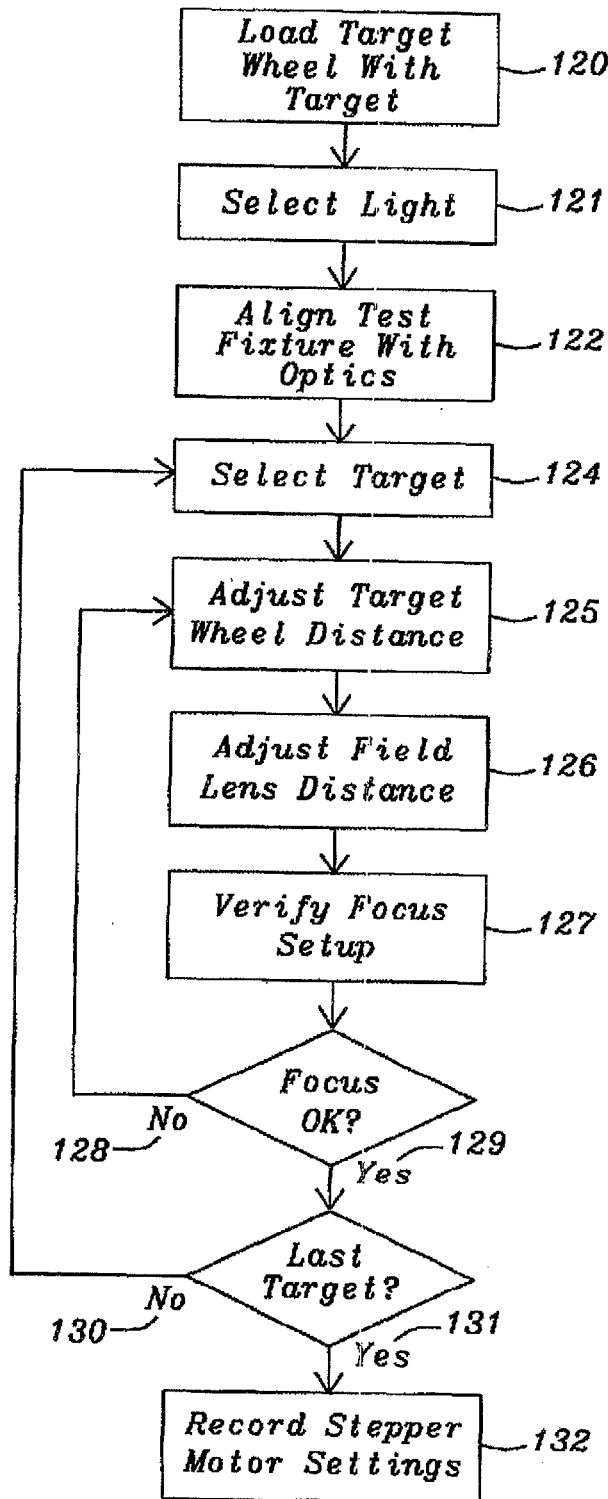 Load Target
Wheel With
Target
120
Select Light
121
Align Test
Fixture With
Optics
122
Select Target
124
Adjust Target
Wheel Distance
125
Adjust Field
Lens Distance
126
Verify Focus
Setup
127
Focus
OK?
No
128
129
Yes
Last
Target?
No
130
131
Yes
Record Stepper
Motor Settings
132